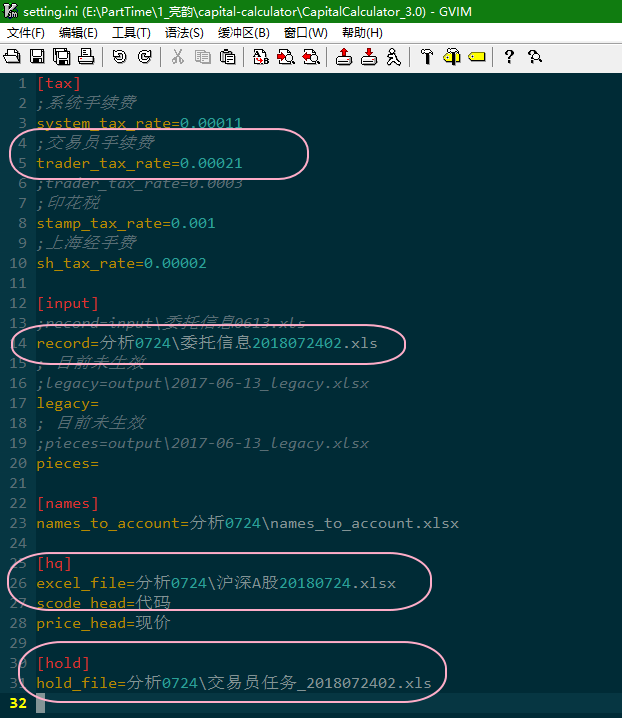 setting.ini (E:\PartTime\1_亮韵\capital-calculator\CapitalCalculator_3.0) - GVIM
文件(F) 编辑(E) 工具(T) 语法(S) 缓冲区(B) 窗口(W) 帮助(H)
1 [tax]
2 ;系统手续费
3 system_tax_rate=0.00011
4 ;交易员手续费
5 trader_tax_rate=0.00021
6 ;trader_tax_rate=0.0003
7 ;印花税
8 stamp_tax_rate=0.001
9 ;上海经手费
10 sh_tax_rate=0.00002
11
12 [input]
13 ;record=input\委托信息0613.xls
14 record=分析0724\委托信息2018072402.xls
15 ; 目前未生效
16 ;legacy=output\2017-06-13_legacy.xlsx
17 legacy=
18 ; 目前未生效
19 ;pieces=output\2017-06-13_legacy.xlsx
20 pieces=
21
22 [names]
23 names_to_account=分析0724\names_to_account.xlsx
24
25 [hq]
26 excel_file=分析0724\沪深A股20180724.xlsx
27 scode_head=代码
28 price_head=现价
29
30 [hold]
31 hold_file=分析0724\交易员任务_2018072402.xls
32